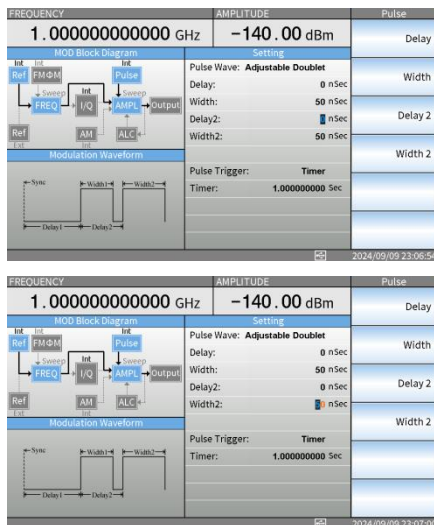 FREQUENCY AMPLITUDE Pulse
1.000000000000 GHz -140.00 dBm
Delay
MOD Block Diagram Setting
Int Int Int
Ref FMΦM Pulse
Sweep Int Sweep
FREQ I/Q AMPL Output
Ref AM ALC
Ext Int
Pulse Wave: Adjustable Doublet
Delay: 0 nSec
Width: 50 nSec
Delay2: 0 nSec
Width2: 50 nSec
Pulse Trigger: Timer
Timer: 1.000000000 Sec
Width
Delay 2
Width 2
Modulation Waveform
Sync Width1 Width2
Delay1 Delay2
2024/09/09 23:06:54
FREQUENCY AMPLITUDE Pulse
1.000000000000 GHz -140.00 dBm
Delay
MOD Block Diagram Setting
Int Int Int
Ref FMΦM Pulse
Sweep Int Sweep
FREQ I/Q AMPL Output
Ref AM ALC
Ext Int
Pulse Wave: Adjustable Doublet
Delay: 0 nSec
Width: 50 nSec
Delay2: 0 nSec
Width2: 50 nSec
Pulse Trigger: Timer
Timer: 1.000000000 Sec
Width
Delay 2
Width 2
Modulation Waveform
Sync Width1 Width2
Delay1 Delay2